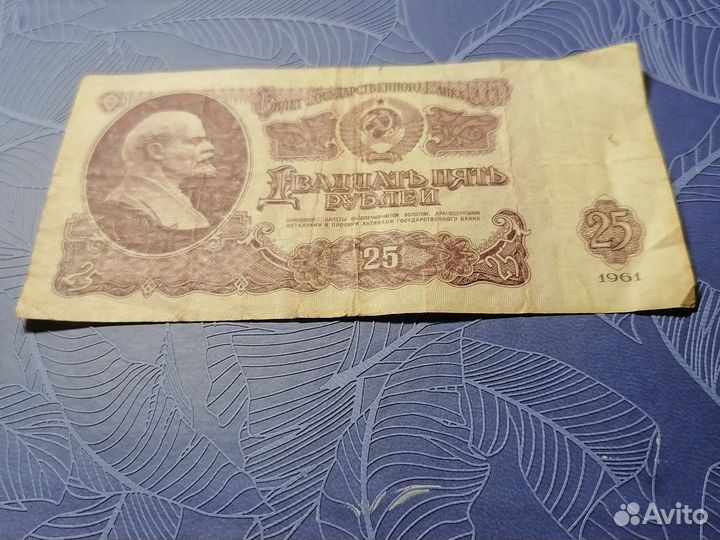 Билет Государственного Банка СССР
Двадцать пять
рублей
Банковские билеты обеспечиваются золотом, драгоценными
металлами и прочими активами Государственного Банка
25
25
25
25
1961
Avito